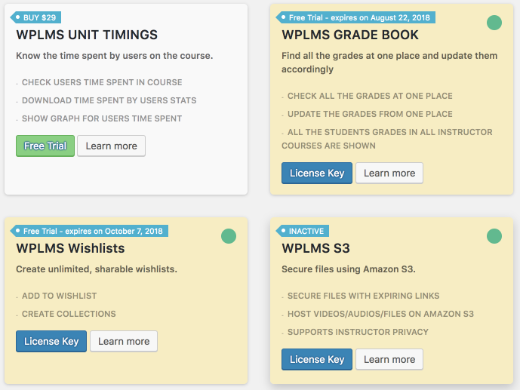 BUY $29
WPLMS UNIT TIMINGS
Know the time spent by users on the course.
CHECK USERS TIME SPENT IN COURSE
DOWNLOAD TIME SPENT BY USERS STATS
SHOW GRAPH FOR USERS TIME SPENT
Free Trial Learn more
Free Trial - expires on August 22, 2018
WPLMS GRADE BOOK
Find all the grades at one place and update them
accordingly
CHECK ALL THE GRADES AT ONE PLACE
UPDATE THE GRADES FROM ONE PLACE
ALL THE STUDENTS GRADES IN ALL INSTRUCTOR
COURSES ARE SHOWN
License Key Learn more
Free Trial - expires on October 7, 2018
WPLMS Wishlists
Create unlimited, sharable wishlists.
ADD TO WISHLIST
CREATE COLLECTIONS
License Key Learn more
INACTIVE
WPLMS S3
Secure files using Amazon S3.
SECURE FILES WITH EXPIRING LINKS
HOST VIDEOS/AUDIOS/FILES ON AMAZON S3
SUPPORTS INSTRUCTOR PRIVACY
License Key Learn more